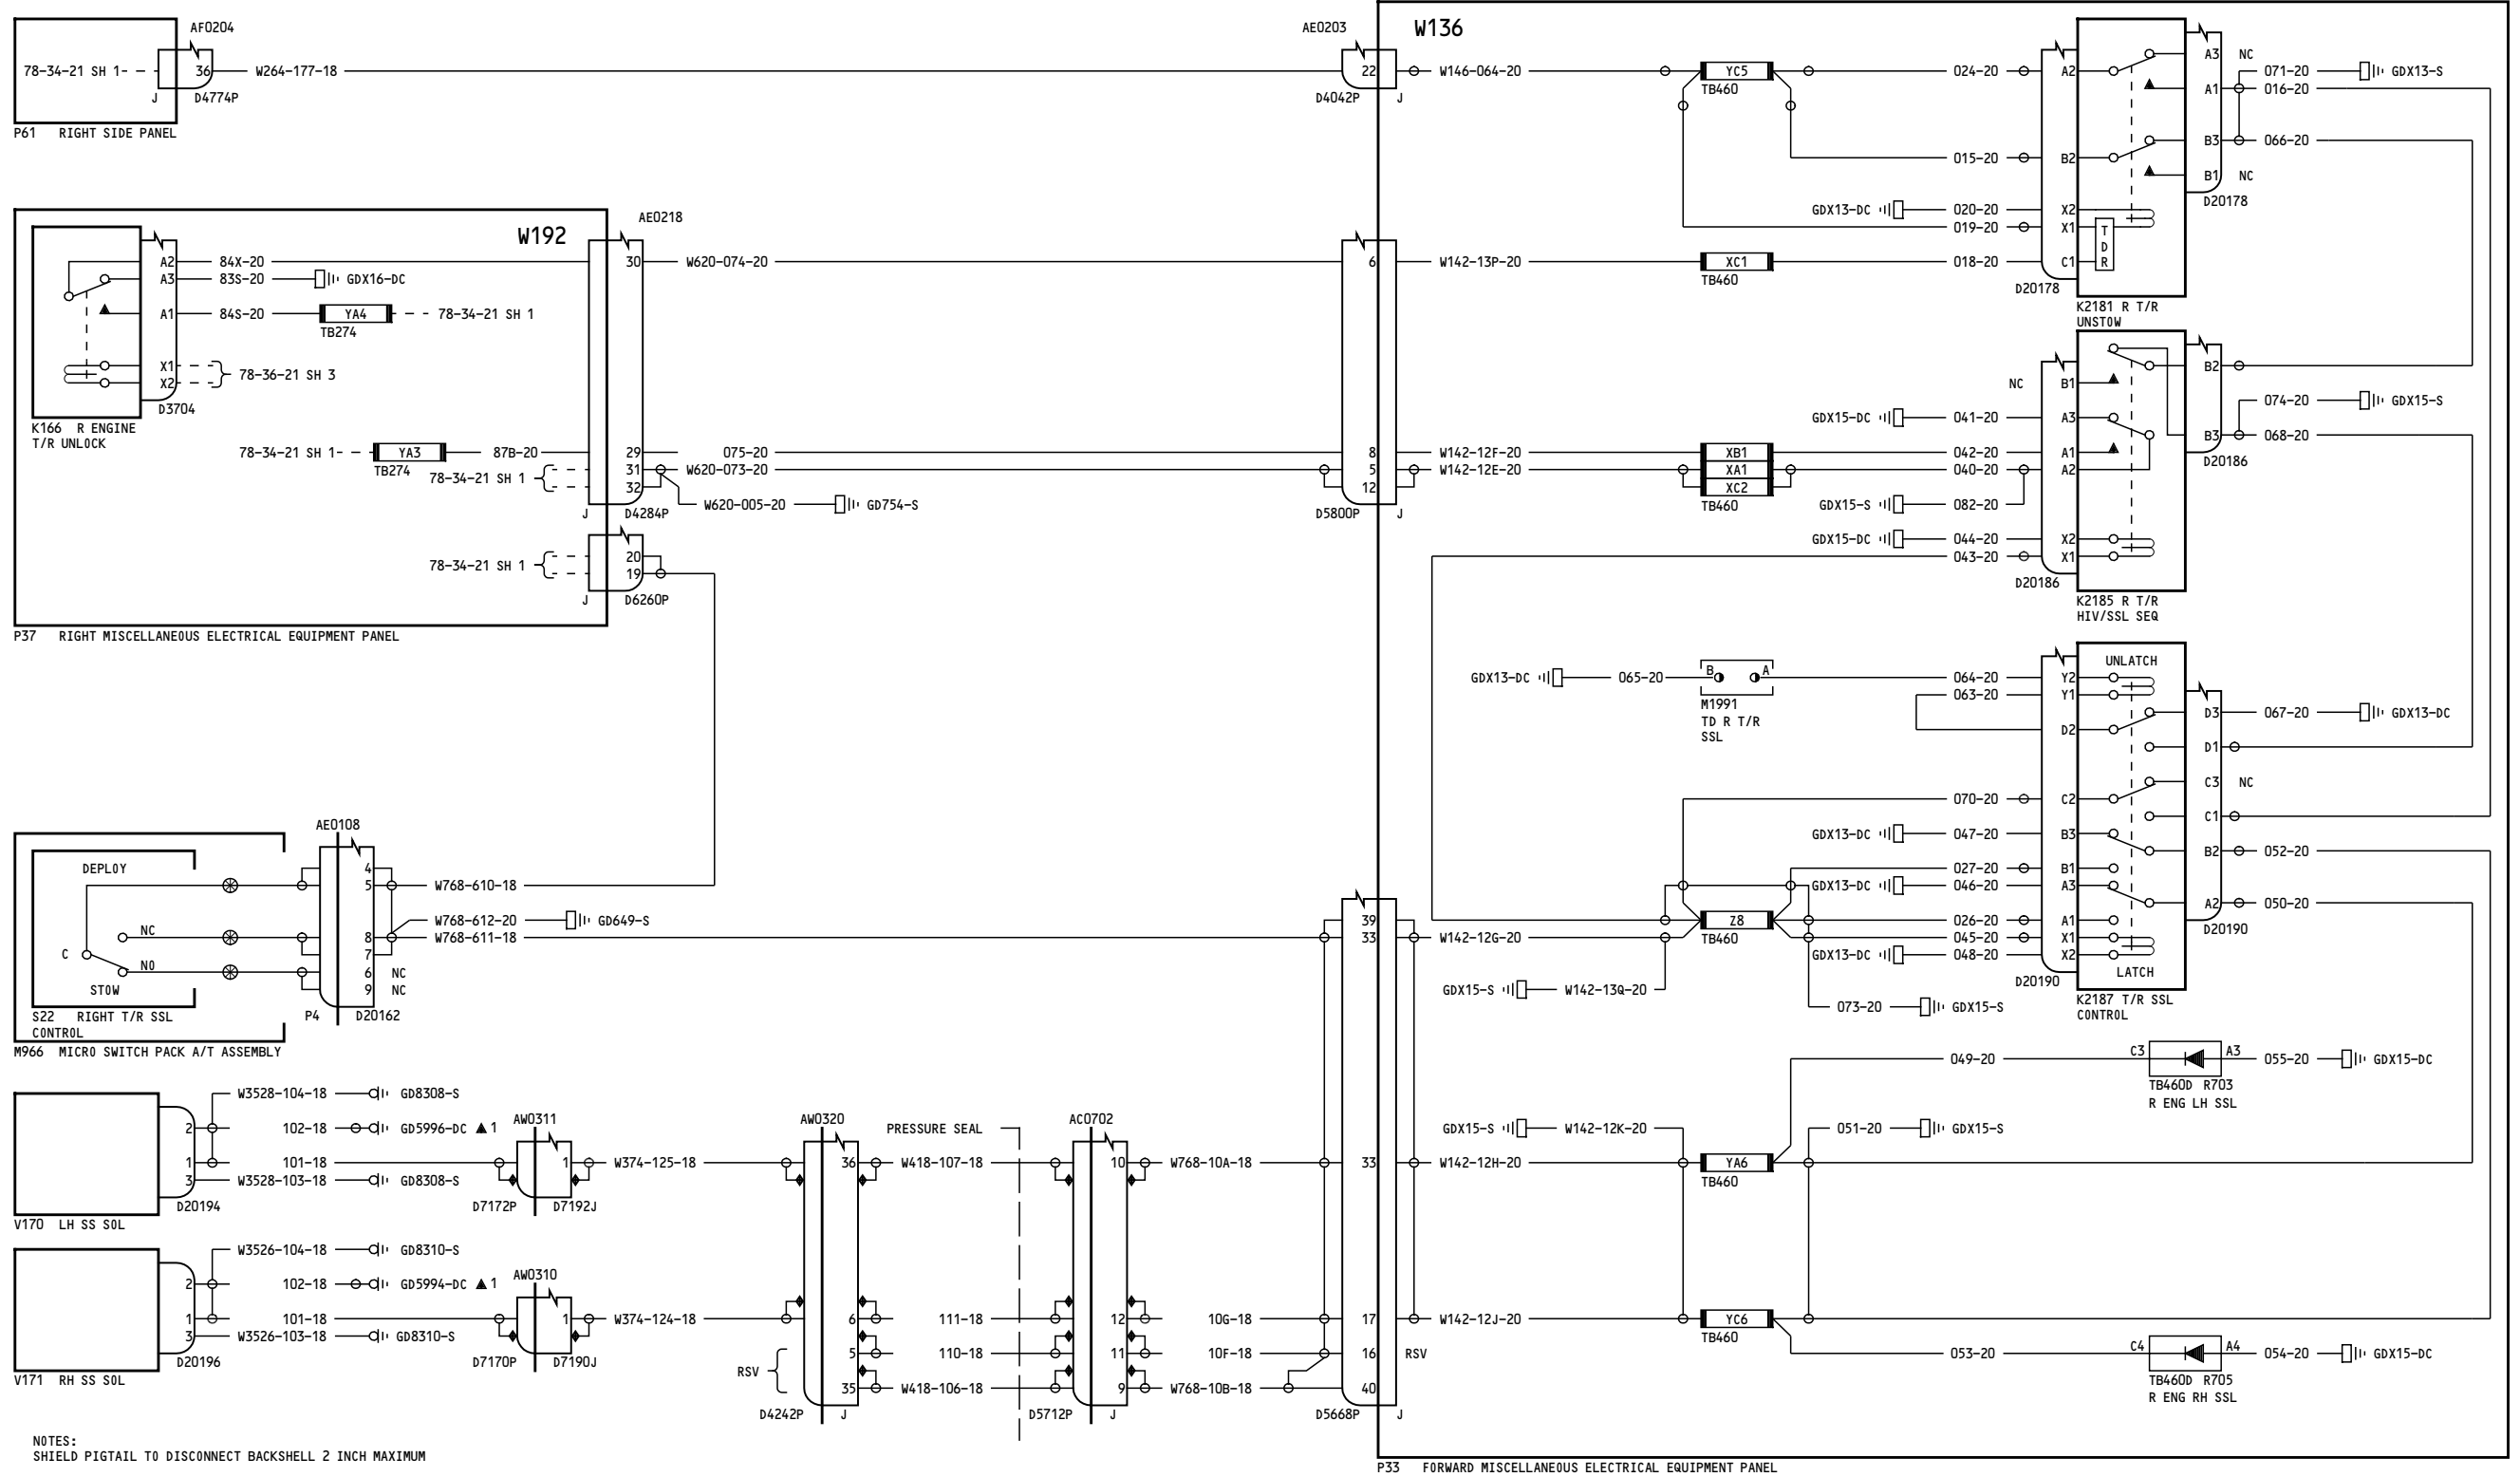 AF0204
78-34-21 SH 1
36
W264-177-18
J
D4774P
P61 RIGHT SIDE PANEL
AE0203
22
D4042P
J
W136
W146-064-20
YC5
TB460
024-20
A2
A3
NC
071-20
GDX13-S
A1
016-20
015-20
B2
B3
066-20
B1
NC
D20178
GDX13-DC
020-20
X2
019-20
X1
T
D
R
W142-13P-20
XC1
TB460
018-20
C1
D20178
K2181 R T/R
UNSTOW
W192
AE0218
A2
84X-20
30
W620-074-20
6
A3
83S-20
GDX16-DC
A1
84S-20
YA4
78-34-21 SH 1
TB274
X1
X2
78-36-21 SH 3
D3704
K166 R ENGINE
T/R UNLOCK
78-34-21 SH 1
YA3
TB274
87B-20
29
075-20
8
78-34-21 SH 1
31
W620-073-20
5
32
12
W620-005-20
GD754-S
J
D4284P
D5800P
J
78-34-21 SH 1
20
19
J
D6260P
P37 RIGHT MISCELLANEOUS ELECTRICAL EQUIPMENT PANEL
NC
B1
B2
GDX15-DC
041-20
A3
074-20
GDX15-S
B3
068-20
W142-12F-20
XB1
042-20
A1
D20186
W142-12E-20
XA1
040-20
A2
XC2
TB460
GDX15-S
082-20
GDX15-DC
044-20
X2
043-20
X1
D20186
K2185 R T/R
HIV/SSL SEQ
UNLATCH
GDX13-DC
065-20
B
A
064-20
Y2
M1991
TD R T/R
SSL
063-20
Y1
D3
067-20
GDX13-DC
D2
D1
C3
NC
070-20
C2
C1
GDX13-DC
047-20
B3
B2
052-20
027-20
B1
GDX13-DC
046-20
A3
A2
050-20
Z8
TB460
026-20
A1
D20190
W142-12G-20
045-20
X1
GDX13-DC
048-20
X2
LATCH
D20190
GDX15-S
W142-13Q-20
073-20
GDX15-S
K2187 T/R SSL
CONTROL
AE0108
DEPLOY
4
5
W768-610-18
W768-612-20
GD649-S
39
NC
8
W768-611-18
33
C
7
NO
6
NC
STOW
9
NC
S22 RIGHT T/R SSL
CONTROL
P4
D20162
M966 MICRO SWITCH PACK A/T ASSEMBLY
049-20
C3
A3
055-20
GDX15-DC
TB460D R703
R ENG LH SSL
W3528-104-18
GD8308-S
AW0311
AW0320
PRESSURE SEAL
AC0702
2
102-18
GD5996-DC
1
GDX15-S
W142-12K-20
051-20
GDX15-S
1
101-18
1
W374-125-18
36
W418-107-18
10
W768-10A-18
33
W142-12H-20
YA6
TB460
3
W3528-103-18
GD8308-S
D20194
D7172P
D7192J
V170 LH SS SOL
W3526-104-18
GD8310-S
AW0310
2
102-18
GD5994-DC
1
1
101-18
1
W374-124-18
6
111-18
12
10G-18
17
W142-12J-20
YC6
TB460
3
W3526-103-18
GD8310-S
D20196
D7170P
D7190J
V171 RH SS SOL
RSV
5
110-18
11
10F-18
16
RSV
35
W418-106-18
9
W768-10B-18
40
D4242P
J
D5712P
J
D5668P
J
053-20
C4
A4
054-20
GDX15-DC
TB460D R705
R ENG RH SSL
NOTES:
SHIELD PIGTAIL TO DISCONNECT BACKSHELL 2 INCH MAXIMUM
P33 FORWARD MISCELLANEOUS ELECTRICAL EQUIPMENT PANEL